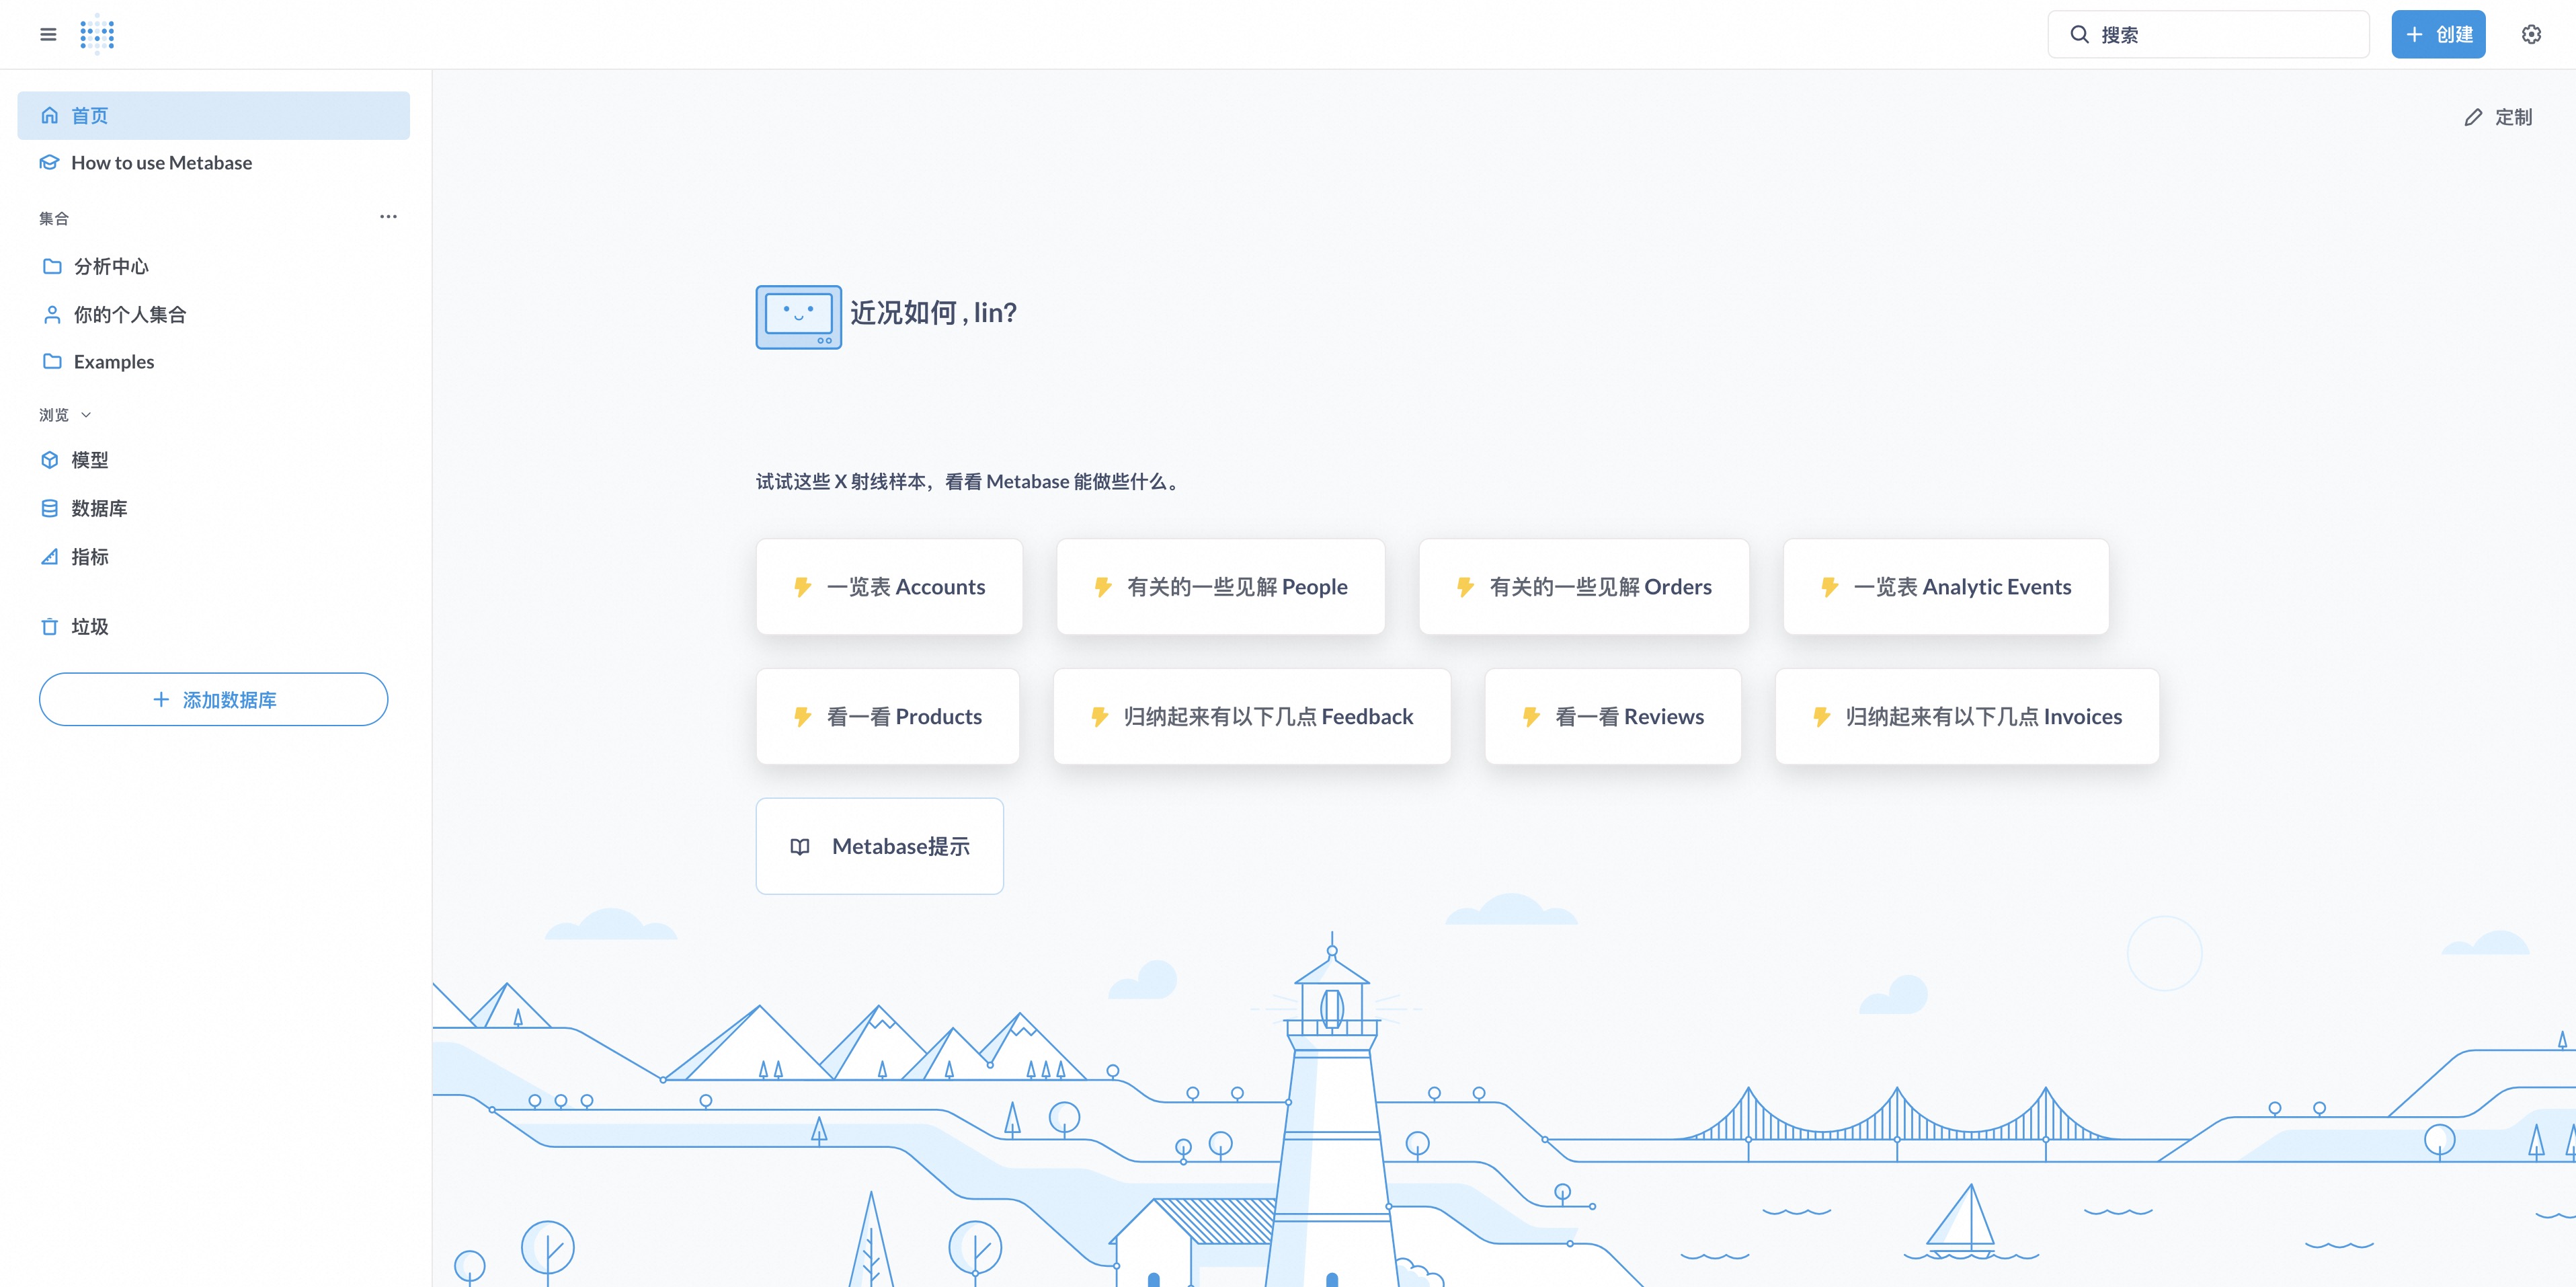 搜索
创建
首页
How to use Metabase
集合
分析中心
你的个人集合
Examples
浏览
模型
数据库
指标
垃圾
添加数据库
定制
近况如何, lin?
试试这些 X 射线样本，看看 Metabase 能做些什么。
一览表 Accounts
有关的一些见解 People
有关的一些见解 Orders
一览表 Analytic Events
看一看 Products
归纳起来有以下几点 Feedback
看一看 Reviews
归纳起来有以下几点 Invoices
Metabase提示